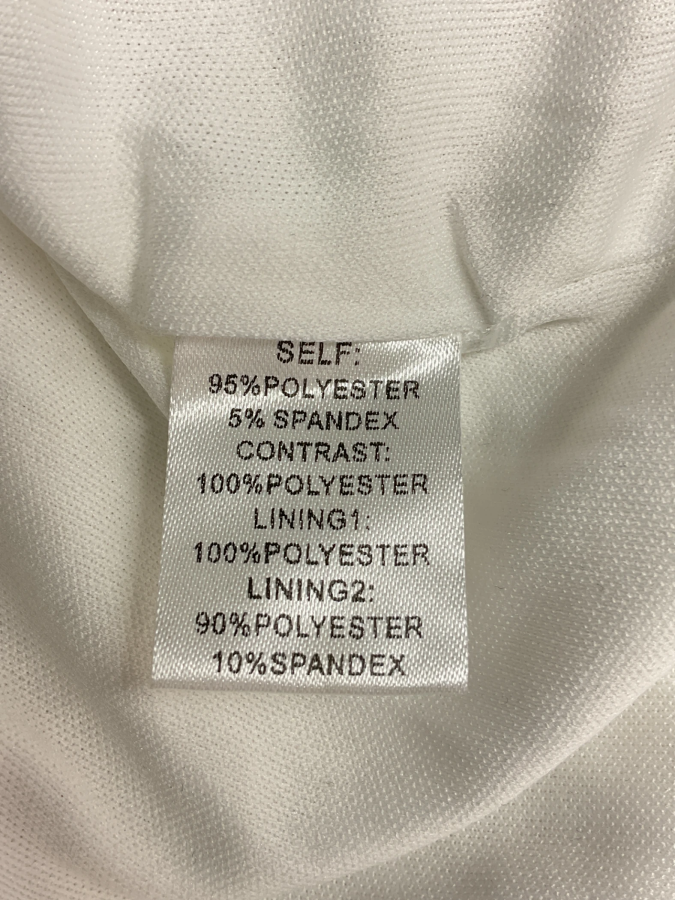 SELF:
95%POLYESTER
5% SPANDEX
CONTRAST:
100%POLYESTER
LINING1:
100%POLYESTER
LINING2:
90%POLYESTER
10%SPANDEX